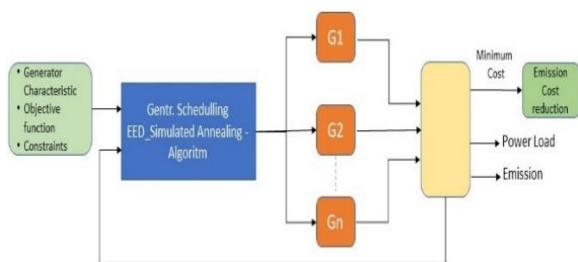 • Generator
Characteristic
• Objective
function
• Constraints
Gentr. Schedulling
EED_Simulated Annealing -
Algoritm
G1
G2
Gn
Minimum
Cost
Emission
Cost
reduction
Power Load
Emission